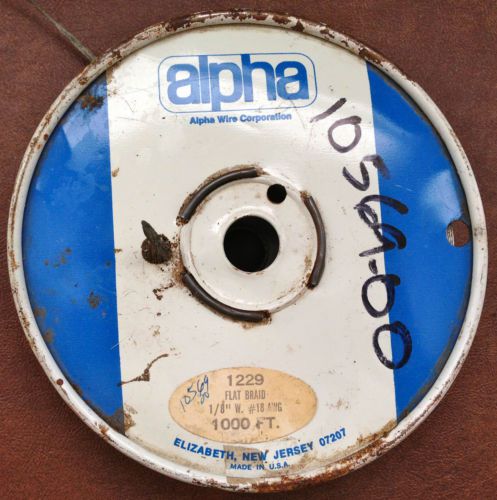 alpha
Alpha Wire Corporation
10569-00
10569
00
1229
FLAT BRAID
1/8" W. #18 AWG
1000 FT.
ELIZABETH, NEW JERSEY 07207
MADE IN U.S.A.